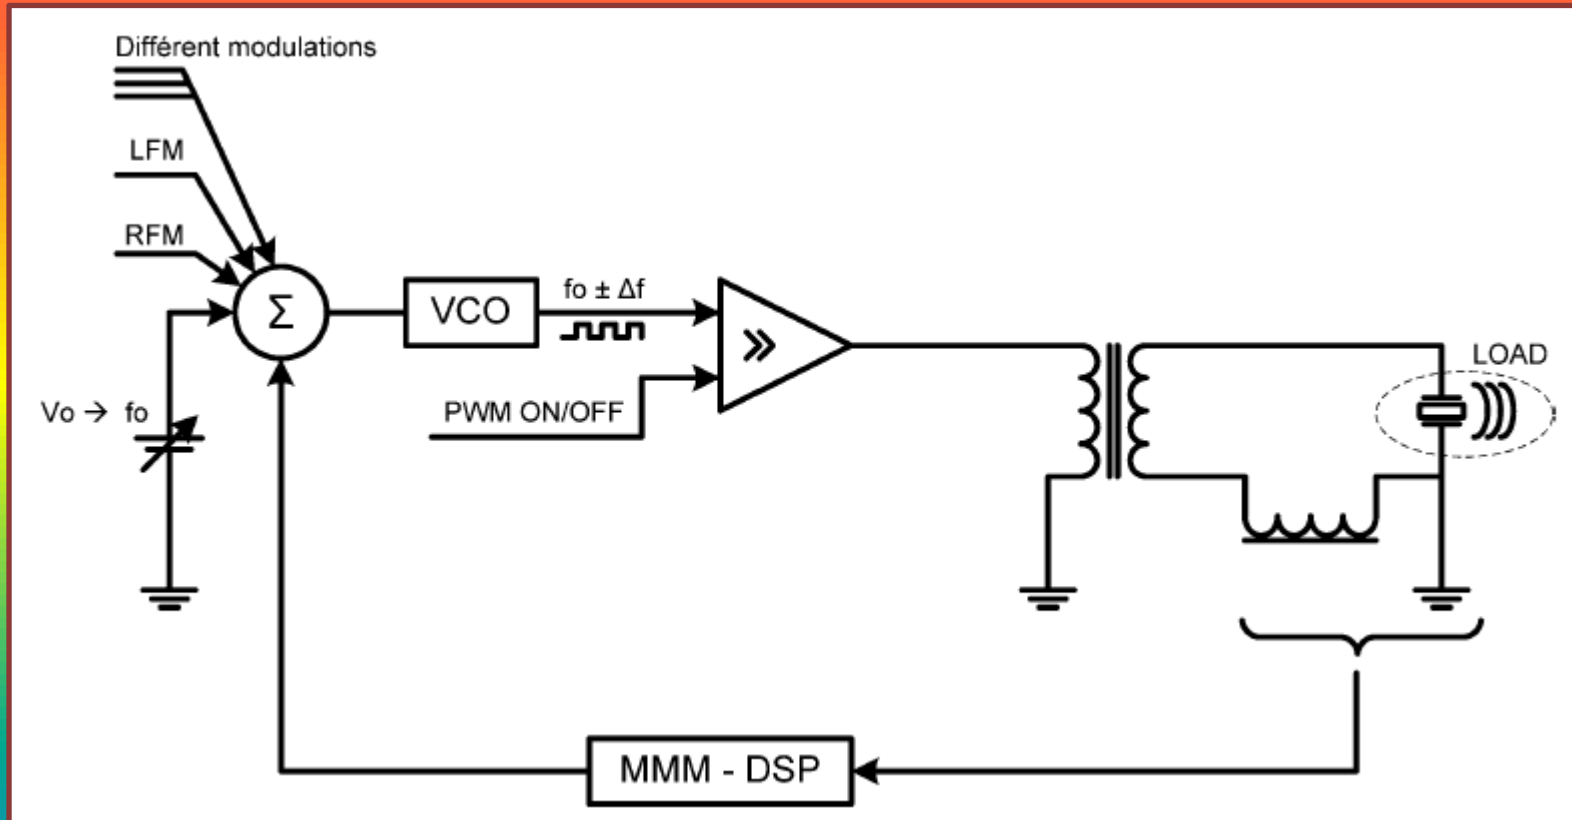 Différent modulations
LFM
RFM
Σ
VCO
fo ± Δf
LOAD
Vo → fo
PWM ON/OFF
MMM - DSP